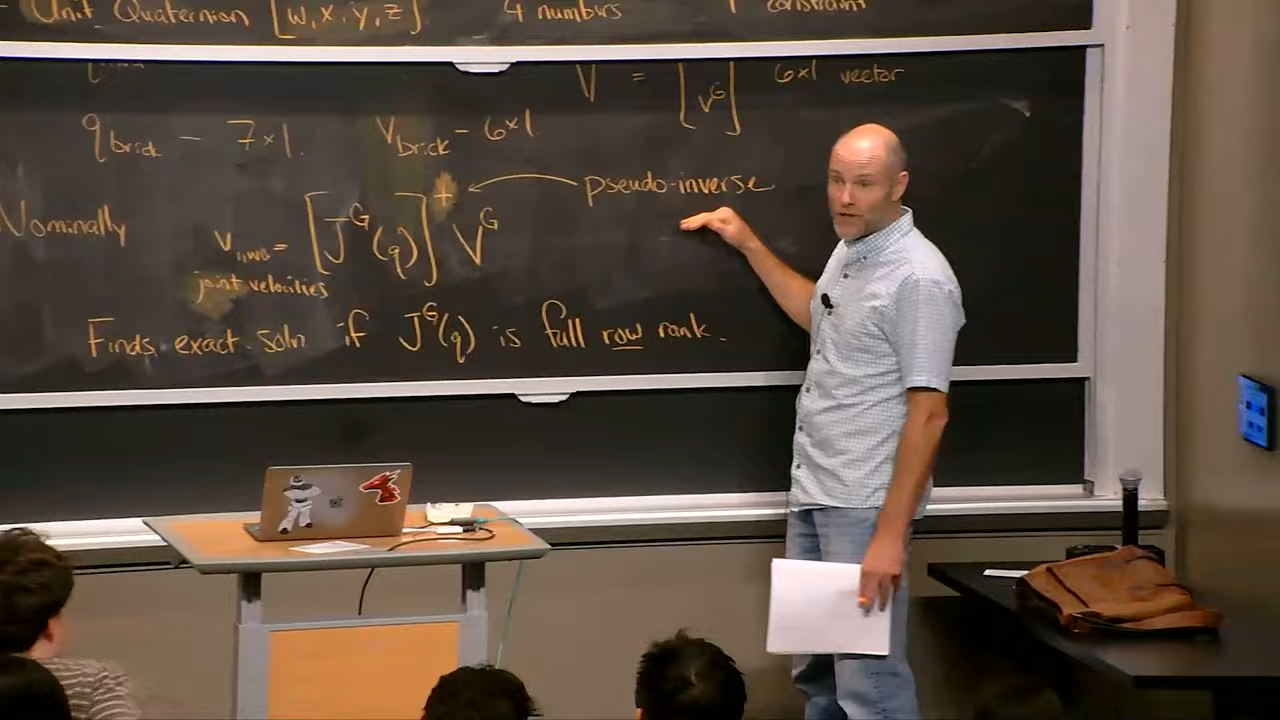 Unit Quaternion [w, x, y, z] 4 numbers 1 constraint
V = [v^G] 6×1 vector
q_brick – 7×1. v_brick – 6×1.
+ ← pseudo-inverse
Nominally v_iiwa = [J^G(q)]^+ V^G
joint velocities
Finds exact soln if J^G(q) is full row rank.